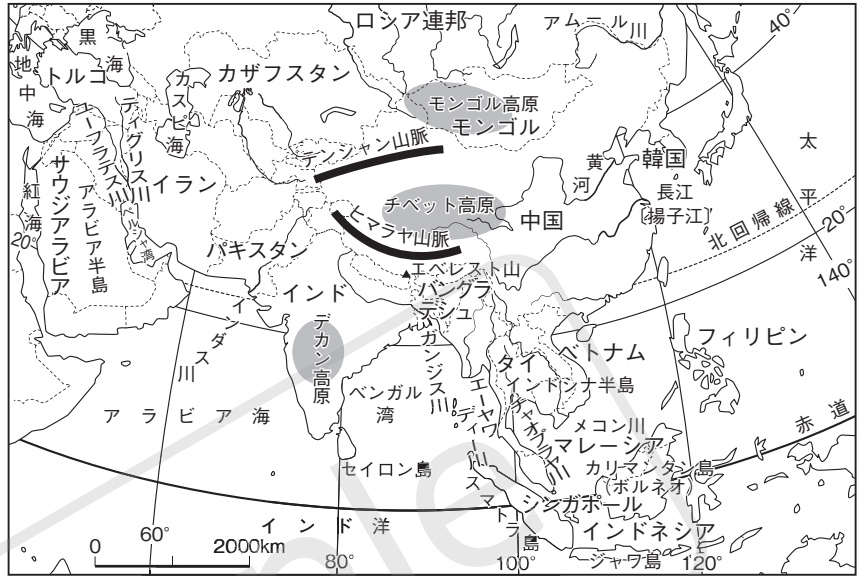 ロシア連邦
アムール川
40°
黒海
地中海
トルコ
カスピ海
カザフスタン
モンゴル高原
モンゴル
テンシャン山脈
ユーフラテス川
ティグリス川
イラン
紅海
サウジアラビア
アラビア半島
ペルシャ湾
20°
パキスタン
チベット高原
ヒマラヤ山脈
中国
黄河
韓国
長江
〔揚子江〕
太平洋
北回帰線
20°
140°
エベレスト山
バングラ
デシュ
インド
インダス川
デカン高原
ガンジス川
アラビア海
ベンガル
湾
セイロン島
エーヤワディー川
タイ
ベトナム
インドシナ半島
チャオプラヤ川
メコン川
フィリピン
マレーシア
カリマンタン島
(ボルネオ)
シンガポール
スマトラ島
インドネシア
ジャワ島
赤道
インド洋
0
2000km
60°
80°
100°
120°
ple